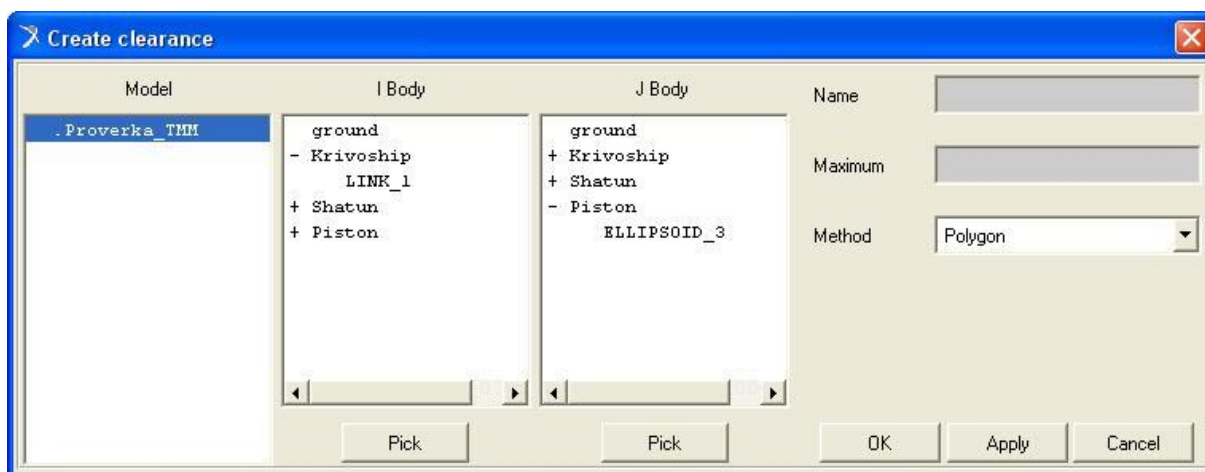 Create clearance
Model
I Body
J Body
Name
.Proverka_TMM
ground
- Krivoship
LINK_1
+ Shatun
+ Piston
ground
+ Krivoship
+ Shatun
- Piston
ELLIPSOID_3
Maximum
Method
Polygon
Pick
Pick
OK
Apply
Cancel